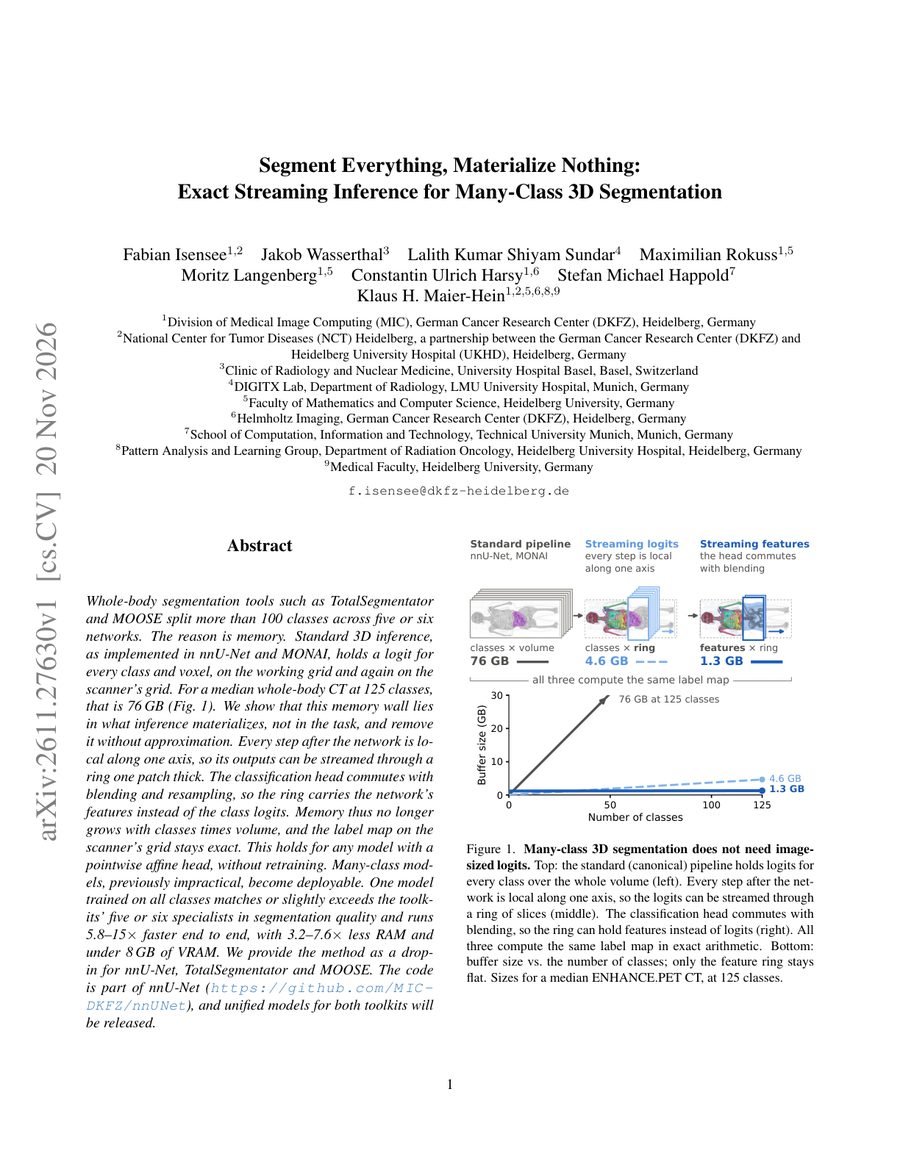 Segment Everything, Materialize Nothing:
Exact Streaming Inference for Many-Class 3D Segmentation
Fabian Isensee1,2 Jakob Wasserthal3 Lalith Kumar Shiyam Sundar4 Maximilian Rokuss1,5
Moritz Langenberg1,5 Constantin Ulrich Harsy1,6 Stefan Michael Happold7
Klaus H. Maier-Hein1,2,5,6,8,9
1Division of Medical Image Computing (MIC), German Cancer Research Center (DKFZ), Heidelberg, Germany
2National Center for Tumor Diseases (NCT) Heidelberg, a partnership between the German Cancer Research Center (DKFZ) and
Heidelberg University Hospital (UKHD), Heidelberg, Germany
3Clinic of Radiology and Nuclear Medicine, University Hospital Basel, Basel, Switzerland
4DIGITX Lab, Department of Radiology, LMU University Hospital, Munich, Germany
5Faculty of Mathematics and Computer Science, Heidelberg University, Germany
6Helmholtz Imaging, German Cancer Research Center (DKFZ), Heidelberg, Germany
7School of Computation, Information and Technology, Technical University Munich, Munich, Germany
8Pattern Analysis and Learning Group, Department of Radiation Oncology, Heidelberg University Hospital, Heidelberg, Germany
9Medical Faculty, Heidelberg University, Germany
f.isensee@dkfz-heidelberg.de
arXiv:2611.27630v1 [cs.CV] 20 Nov 2026
Abstract
Whole-body segmentation tools such as TotalSegmentator
and MOOSE split more than 100 classes across five or six
networks. The reason is memory. Standard 3D inference,
as implemented in nnU-Net and MONAI, holds a logit for
every class and voxel, on the working grid and again on the
scanner's grid. For a median whole-body CT at 125 classes,
that is 76 GB (Fig. 1). We show that this memory wall lies
in what inference materializes, not in the task, and remove
it without approximation. Every step after the network is lo-
cal along one axis, so its outputs can be streamed through a
ring one patch thick. The classification head commutes with
blending and resampling, so the ring carries the network's
features instead of the class logits. Memory thus no longer
grows with classes times volume, and the label map on the
scanner's grid stays exact. This holds for any model with a
pointwise affine head, without retraining. Many-class mod-
els, previously impractical, become deployable. One model
trained on all classes matches or slightly exceeds the toolk-
its' five or six specialists in segmentation quality and runs
5.8–15× faster end to end, with 3.2–7.6× less RAM and
under 8 GB of VRAM. We provide the method as a drop-
in for nnU-Net, TotalSegmentator and MOOSE. The code
is part of nnU-Net (https://github.com/MIC-
DKFZ/nnUNet), and unified models for both toolkits will
be released.
Standard pipeline
nnU-Net, MONAI
Streaming logits
every step is local
along one axis
Streaming features
the head commutes
with blending
classes × volume
76 GB
classes × ring
4.6 GB
features × ring
1.3 GB
all three compute the same label map
Buffer size (GB)
30
20
10
0
76 GB at 125 classes
4.6 GB
1.3 GB
0 50 100 125
Number of classes
Figure 1. Many-class 3D segmentation does not need image-
sized logits. Top: the standard (canonical) pipeline holds logits for
every class over the whole volume (left). Every step after the net-
work is local along one axis, so the logits can be streamed through
a ring of slices (middle). The classification head commutes with
blending, so the ring can hold features instead of logits (right). All
three compute the same label map in exact arithmetic. Bottom:
buffer size vs. the number of classes; only the feature ring stays
flat. Sizes for a median ENHANCE.PET CT, at 125 classes.
1